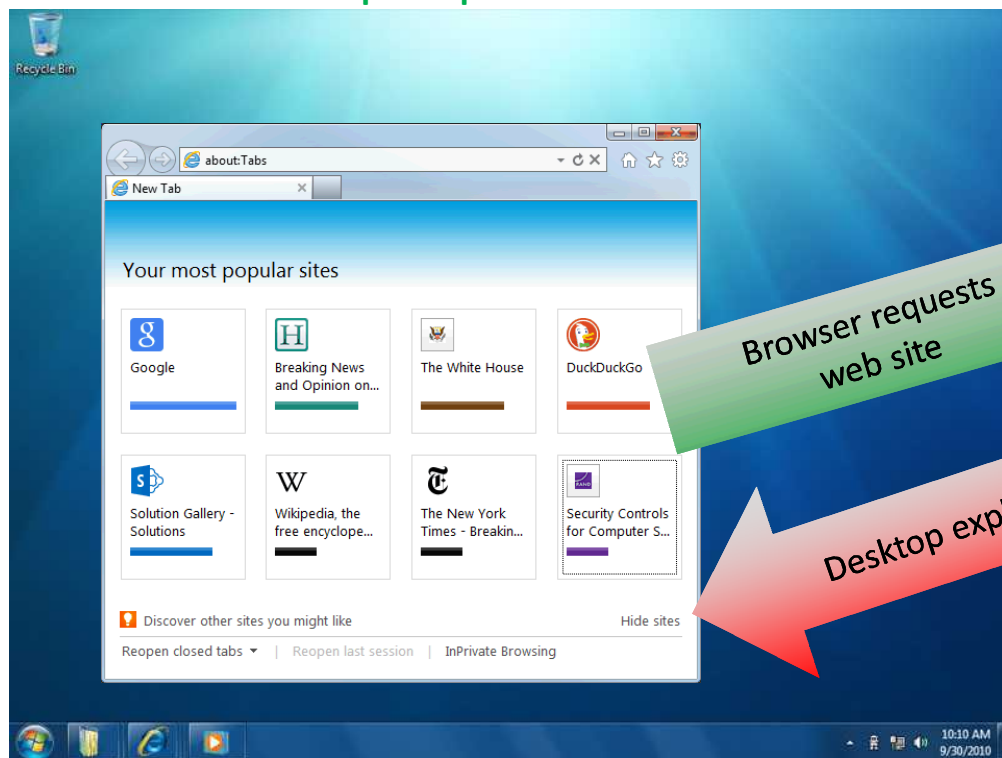 Recycle Bin
about:Tabs
New Tab
Your most popular sites
Google
Breaking News
and Opinion on...
The White House
DuckDuckGo
Solution Gallery -
Solutions
Wikipedia, the
free encyclope...
The New York
Times - Breakin...
Security Controls
for Computer S...
Discover other sites you might like
Hide sites
Reopen closed tabs | Reopen last session | InPrivate Browsing
Browser requests
web site
Desktop
10:10 AM
9/30/2010